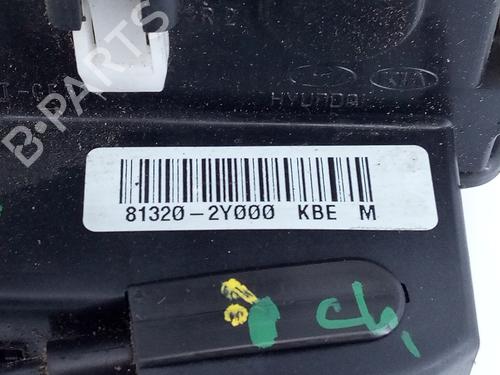 HYUNDAI
KIA
81320-2Y000 KBE M
B-PARTS